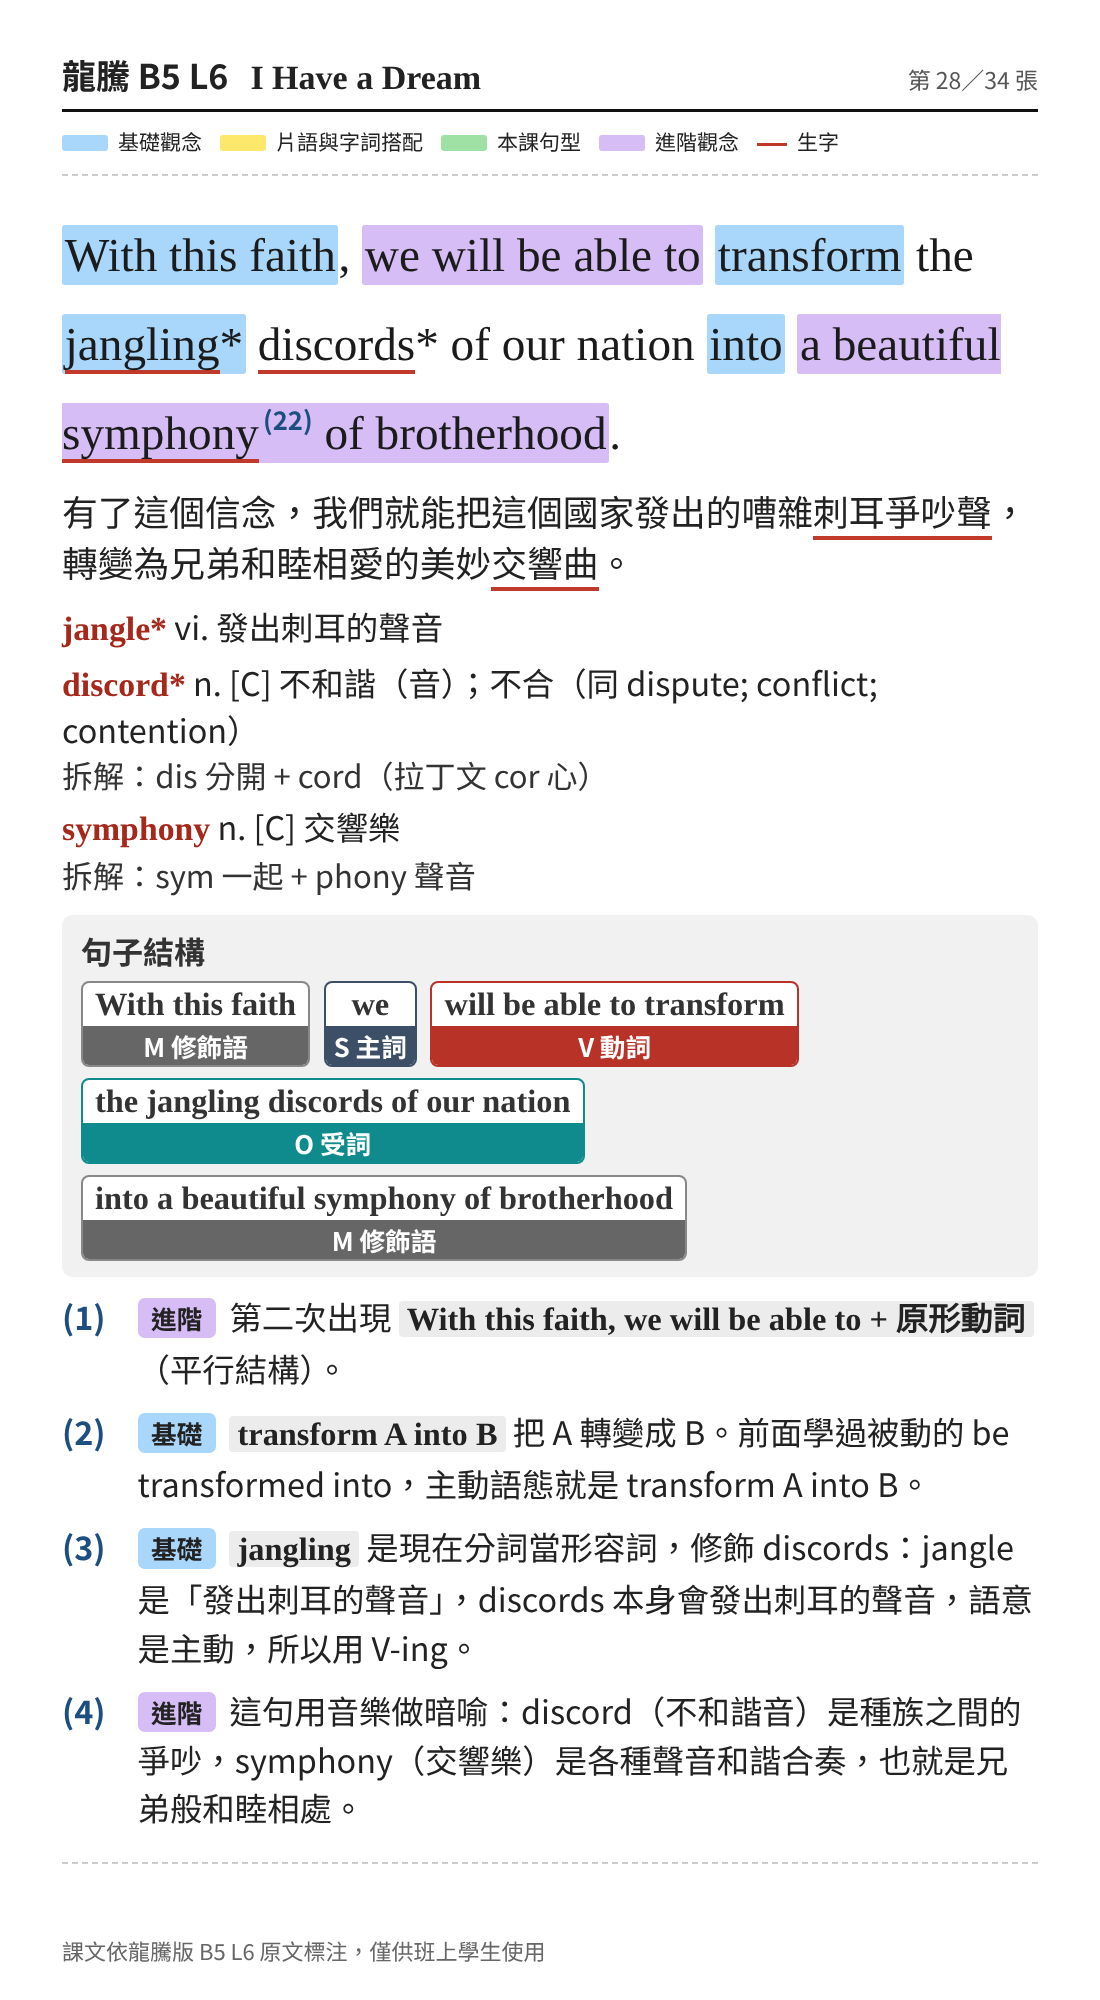 龍騰 B5 L6 I Have a Dream
第 28／34 張
基礎觀念 片語與字詞搭配 本課句型 進階觀念 生字
With this faith, we will be able to transform the
jangling* discords* of our nation into a beautiful
symphony(22) of brotherhood.
有了這個信念，我們就能把這個國家發出的嘈雜刺耳爭吵聲，
轉變為兄弟和睦相愛的美妙交響曲。
jangle* vi. 發出刺耳的聲音
discord* n. [C] 不和諧（音）；不合（同 dispute; conflict;
contention）
拆解：dis 分開 + cord（拉丁文 cor 心）
symphony n. [C] 交響樂
拆解：sym 一起 + phony 聲音
句子結構
With this faith we will be able to transform
M 修飾語 S 主詞 V 動詞
the jangling discords of our nation
O 受詞
into a beautiful symphony of brotherhood
M 修飾語
(1) 進階 第二次出現 With this faith, we will be able to + 原形動詞
（平行結構）。
(2) 基礎 transform A into B 把 A 轉變成 B。前面學過被動的 be
transformed into，主動語態就是 transform A into B。
(3) 基礎 jangling 是現在分詞當形容詞，修飾 discords：jangle
是「發出刺耳的聲音」，discords 本身會發出刺耳的聲音，語意
是主動，所以用 V-ing。
(4) 進階 這句用音樂做暗喻：discord（不和諧音）是種族之間的
爭吵，symphony（交響樂）是各種聲音和諧合奏，也就是兄
弟般和睦相處。
課文依龍騰版 B5 L6 原文標注，僅供班上學生使用